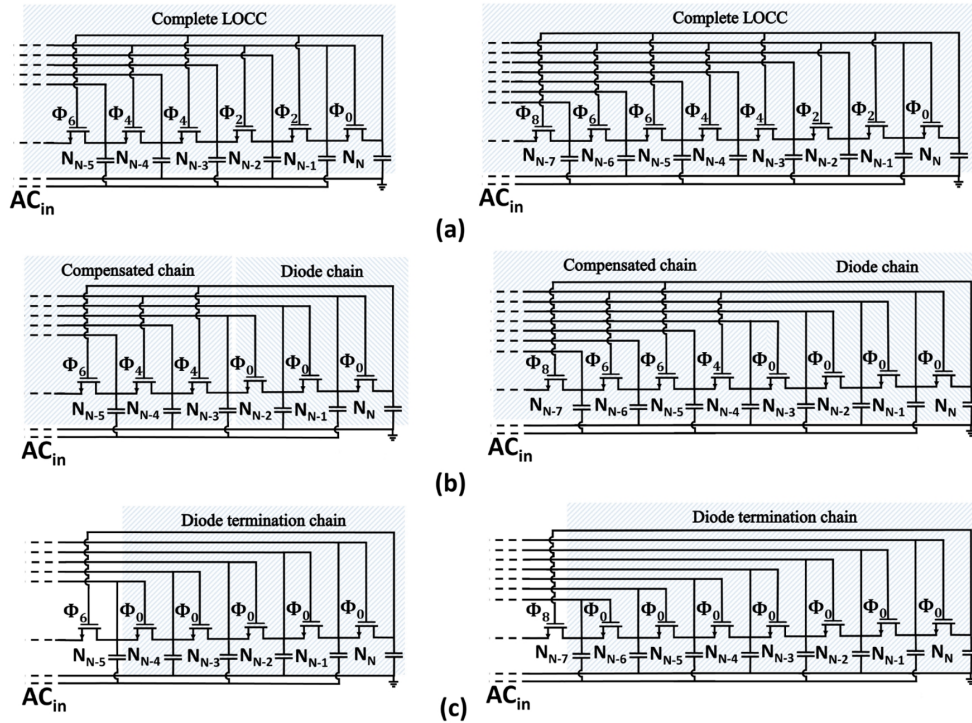 Complete LOCC
Complete LOCC
Φ6 Φ4 Φ4 Φ2 Φ2 Φ0
Φ8 Φ6 Φ6 Φ4 Φ4 Φ2 Φ2 Φ0
NN-5 NN-4 NN-3 NN-2 NN-1 NN
NN-7 NN-6 NN-5 NN-4 NN-3 NN-2 NN-1 NN
ACin
ACin
(a)
Compensated chain Diode chain
Compensated chain Diode chain
Φ6 Φ4 Φ4 Φ0 Φ0 Φ0
Φ8 Φ6 Φ6 Φ4 Φ0 Φ0 Φ0 Φ0
NN-5 NN-4 NN-3 NN-2 NN-1 NN
NN-7 NN-6 NN-5 NN-4 NN-3 NN-2 NN-1 NN
ACin
ACin
(b)
Diode termination chain
Diode termination chain
Φ6 Φ0 Φ0 Φ0 Φ0 Φ0
Φ8 Φ0 Φ0 Φ0 Φ0 Φ0 Φ0 Φ0
NN-5 NN-4 NN-3 NN-2 NN-1 NN
NN-7 NN-6 NN-5 NN-4 NN-3 NN-2 NN-1 NN
ACin
ACin
(c)